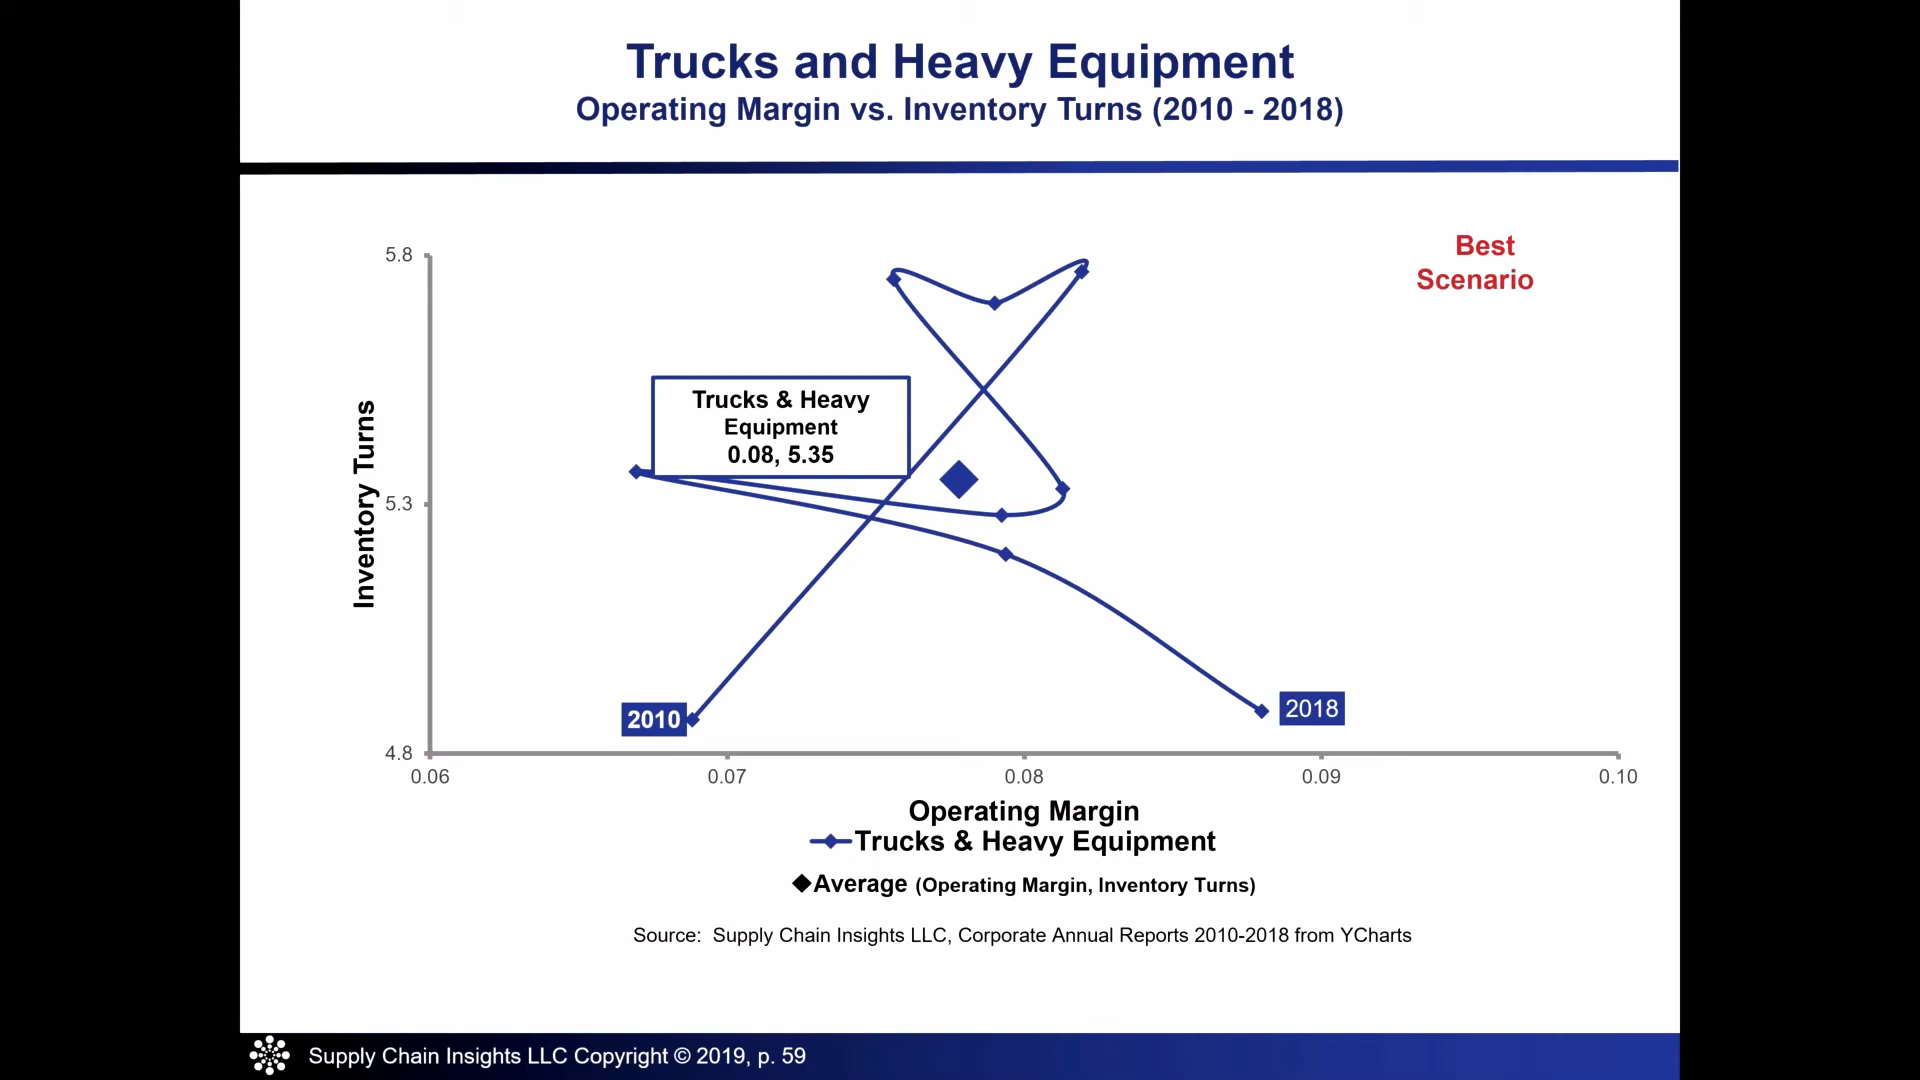 Trucks and Heavy Equipment
Operating Margin vs. Inventory Turns (2010 - 2018)
Best
Scenario
5.8
5.3
4.8
Inventory Turns
Trucks & Heavy
Equipment
0.08, 5.35
2010
2018
0.06
0.07
0.08
0.09
0.10
Operating Margin
Trucks & Heavy Equipment
Average (Operating Margin, Inventory Turns)
Source:  Supply Chain Insights LLC, Corporate Annual Reports 2010-2018 from YCharts
Supply Chain Insights LLC Copyright © 2019, p. 59